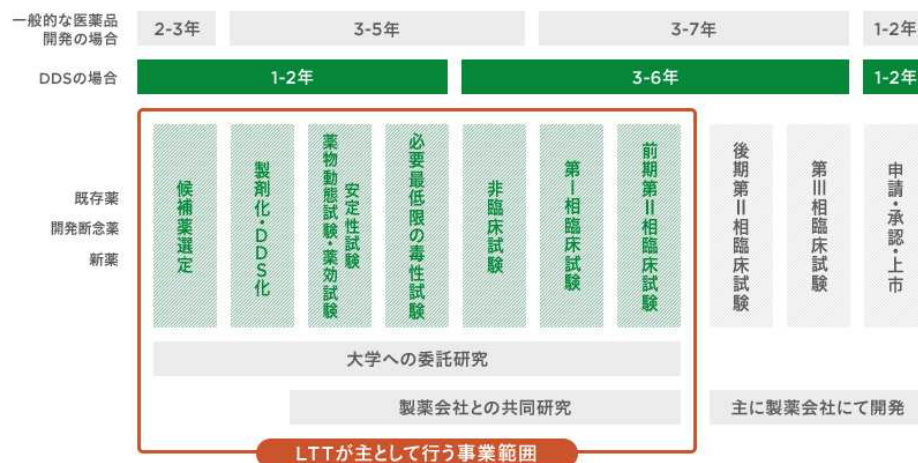 一般的な医薬品
開発の場合
2-3年
3-5年
3-7年
1-2年
DDSの場合
1-2年
3-6年
1-2年
既存薬
開発断念薬
新薬
候補薬選定
製剤化・DDS化
薬物動態試験・薬効試験
安定性試験
必要最低限の毒性試験
非臨床試験
第Ⅰ相臨床試験
前期第Ⅱ相臨床試験
後期第Ⅱ相臨床試験
第Ⅲ相臨床試験
申請・承認・上市
大学への委託研究
製薬会社との共同研究
主に製薬会社にて開発
LTTが主として行う事業範囲